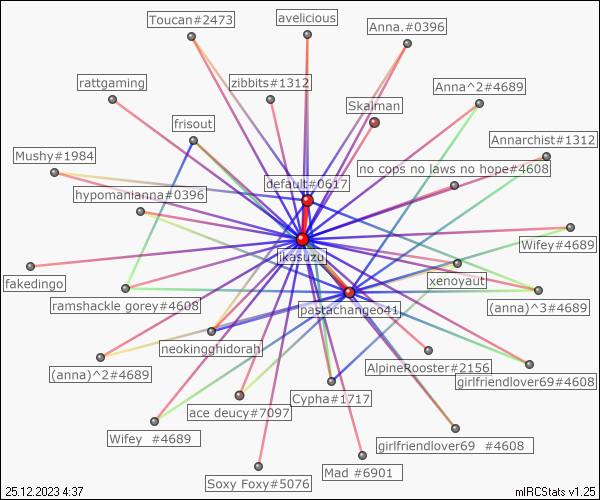 Toucan#2473
avelicious
Anna.#0396
rattgaming
zibbits#1312
Anna^2#4689
Skalman
frisout
Annarchist#1312
Mushy#1984
no cops no laws no hope#4608
default#0617
hypomanianna#0396
Wifey#4689
jkasuzu
fakedingo
xenoyaut
ramshackle gorey#4608
(anna)^3#4689
pastachangeo41
neokingghidorah
AlpineRooster#2156
(anna)^2#4689
girlfriendlover69#4608
Cypha#1717
ace deucy#7097
Wifey #4689
girlfriendlover69 #4608
Mad #6901
Soxy Foxy#5076
25.12.2023 4:37
mIRCStats v1.25